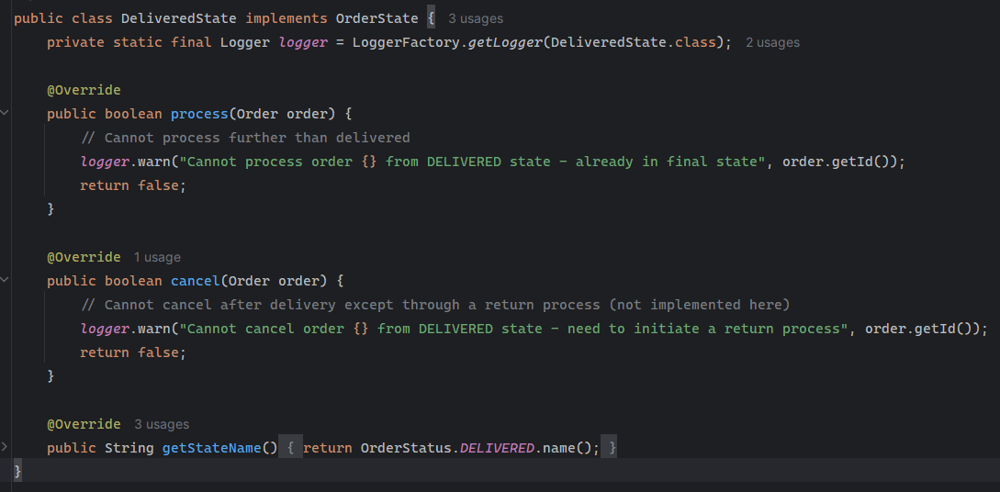 public class DeliveredState implements OrderState { 3 usages
private static final Logger logger = LoggerFactory.getLogger(DeliveredState.class); 2 usages
@Override
public boolean process(Order order) {
// Cannot process further than delivered
logger.warn("Cannot process order {} from DELIVERED state - already in final state", order.getId());
return false;
}
@Override 1 usage
public boolean cancel(Order order) {
// Cannot cancel after delivery except through a return process (not implemented here)
logger.warn("Cannot cancel order {} from DELIVERED state - need to initiate a return process", order.getId());
return false;
}
@Override 3 usages
public String getStateName() { return OrderStatus.DELIVERED.name(); }
}